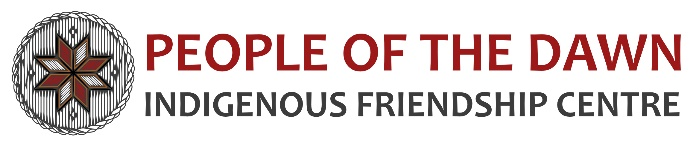 PEOPLE OF THE DAWN
INDIGENOUS FRIENDSHIP CENTRE